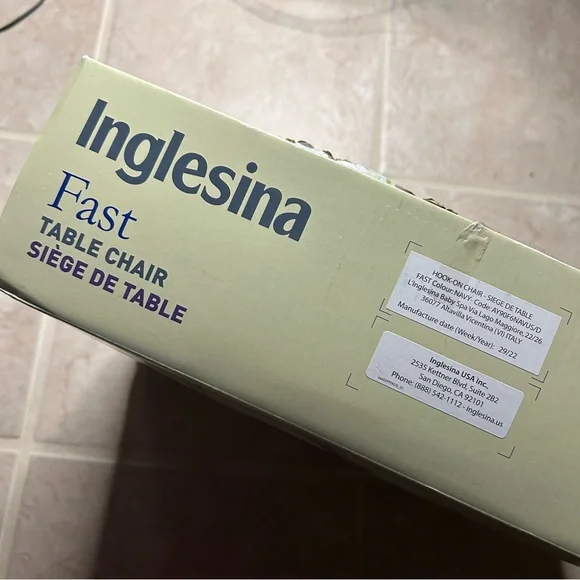 Inglesina
Fast
TABLE CHAIR
SIÈGE DE TABLE
HOOK-ON CHAIR - SIEGE DE TABLE
FAST Colour:NAVY. Code: AY90F6NAVUS/D
L'Inglesina Baby Spa Via Lago Maggiore, 22/26
36077 Altavilla Vicentina (VI) ITALY
Manufacture date (Week/Year): 29/22
Inglesina USA Inc.
2535 Kettner Blvd, Suite 2B2
San Diego, CA 92101
Phone: (888) 542-1112 - inglesina.us